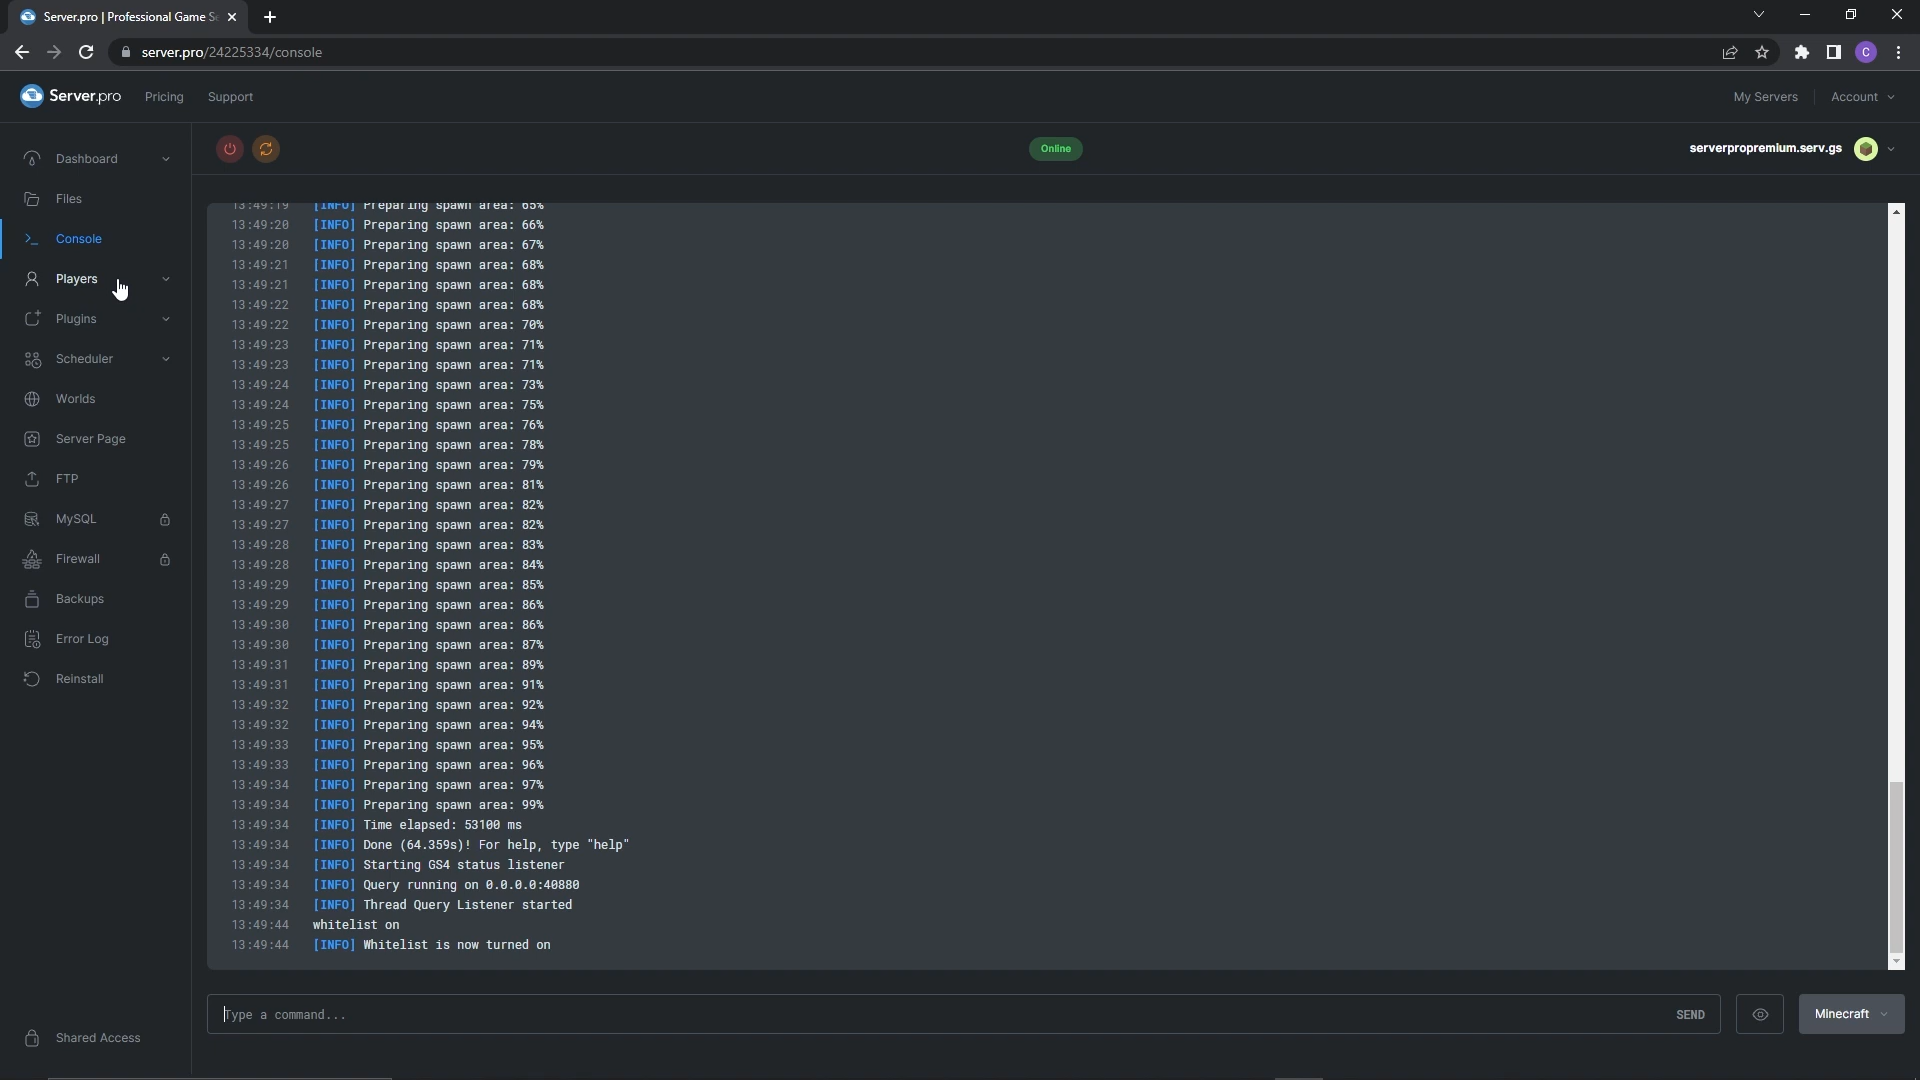 Server.pro | Professional Game Se
server.pro/24225334/console
C
Server.pro
Pricing
Support
My Servers
Account
Dashboard
Files
Console
Players
Plugins
Scheduler
Worlds
Server Page
FTP
MySQL
Firewall
Backups
Error Log
Reinstall
Shared Access
Online
serverpropremium.serv.gs
13:49:19 [INFO] Preparing spawn area: 65%
13:49:20 [INFO] Preparing spawn area: 66%
13:49:20 [INFO] Preparing spawn area: 67%
13:49:21 [INFO] Preparing spawn area: 68%
13:49:21 [INFO] Preparing spawn area: 68%
13:49:22 [INFO] Preparing spawn area: 68%
13:49:22 [INFO] Preparing spawn area: 70%
13:49:23 [INFO] Preparing spawn area: 71%
13:49:23 [INFO] Preparing spawn area: 71%
13:49:24 [INFO] Preparing spawn area: 73%
13:49:24 [INFO] Preparing spawn area: 75%
13:49:25 [INFO] Preparing spawn area: 76%
13:49:25 [INFO] Preparing spawn area: 78%
13:49:26 [INFO] Preparing spawn area: 79%
13:49:26 [INFO] Preparing spawn area: 81%
13:49:27 [INFO] Preparing spawn area: 82%
13:49:27 [INFO] Preparing spawn area: 82%
13:49:28 [INFO] Preparing spawn area: 83%
13:49:28 [INFO] Preparing spawn area: 84%
13:49:29 [INFO] Preparing spawn area: 85%
13:49:29 [INFO] Preparing spawn area: 86%
13:49:30 [INFO] Preparing spawn area: 86%
13:49:30 [INFO] Preparing spawn area: 87%
13:49:31 [INFO] Preparing spawn area: 89%
13:49:31 [INFO] Preparing spawn area: 91%
13:49:32 [INFO] Preparing spawn area: 92%
13:49:32 [INFO] Preparing spawn area: 94%
13:49:33 [INFO] Preparing spawn area: 95%
13:49:33 [INFO] Preparing spawn area: 96%
13:49:34 [INFO] Preparing spawn area: 97%
13:49:34 [INFO] Preparing spawn area: 99%
13:49:34 [INFO] Time elapsed: 53100 ms
13:49:34 [INFO] Done (64.359s)! For help, type "help"
13:49:34 [INFO] Starting GS4 status listener
13:49:34 [INFO] Query running on 0.0.0.0:40880
13:49:34 [INFO] Thread Query Listener started
13:49:44 whitelist on
13:49:44 [INFO] Whitelist is now turned on
Type a command...
SEND
Minecraft